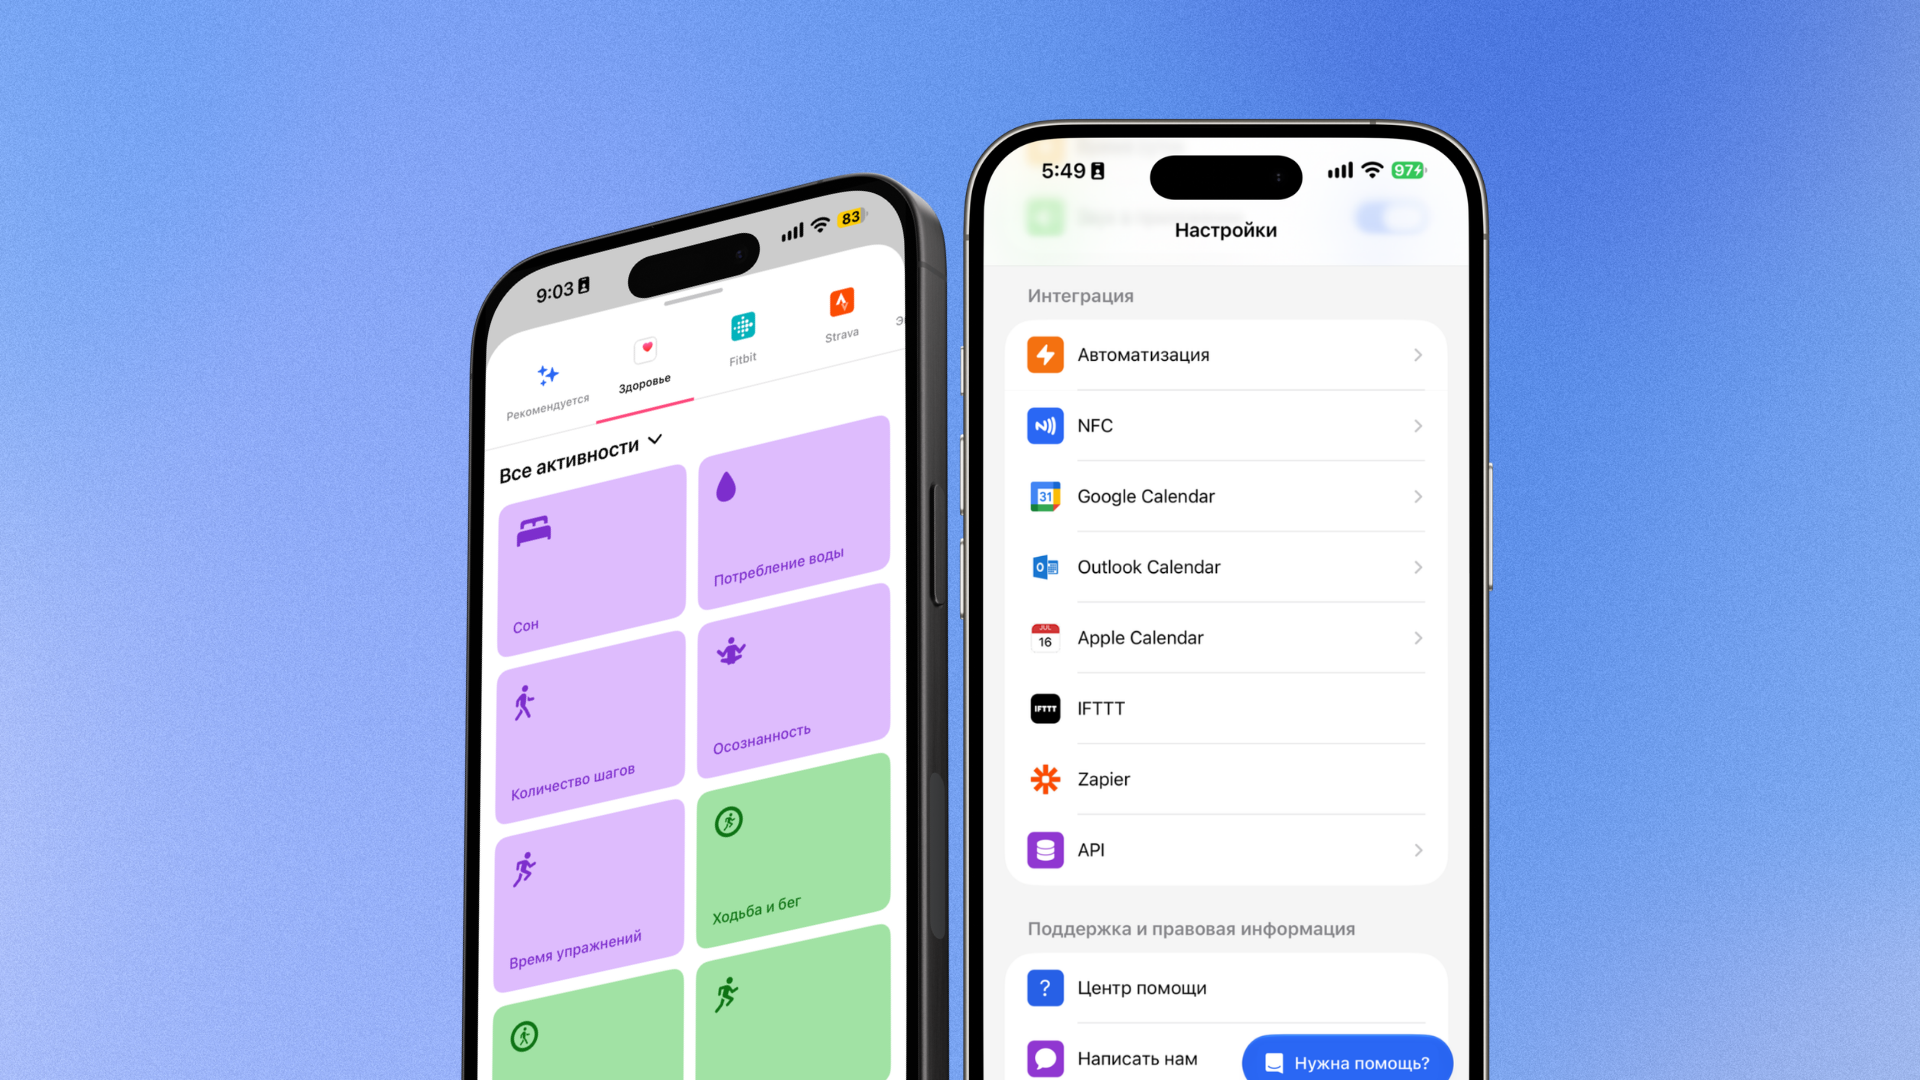 9:03
83
Рекомендуется
Здоровье
Fitbit
Strava
Все активности
Сон
Потребление воды
Количество шагов
Осознанность
Время упражнений
Ходьба и бег
5:49
97
Настройки
Интеграция
Автоматизация
NFC
31
Google Calendar
Outlook Calendar
JUL
16
Apple Calendar
IFTTT
IFTTT
Zapier
API
Поддержка и правовая информация
?
Центр помощи
Написать нам
Нужна помощь?